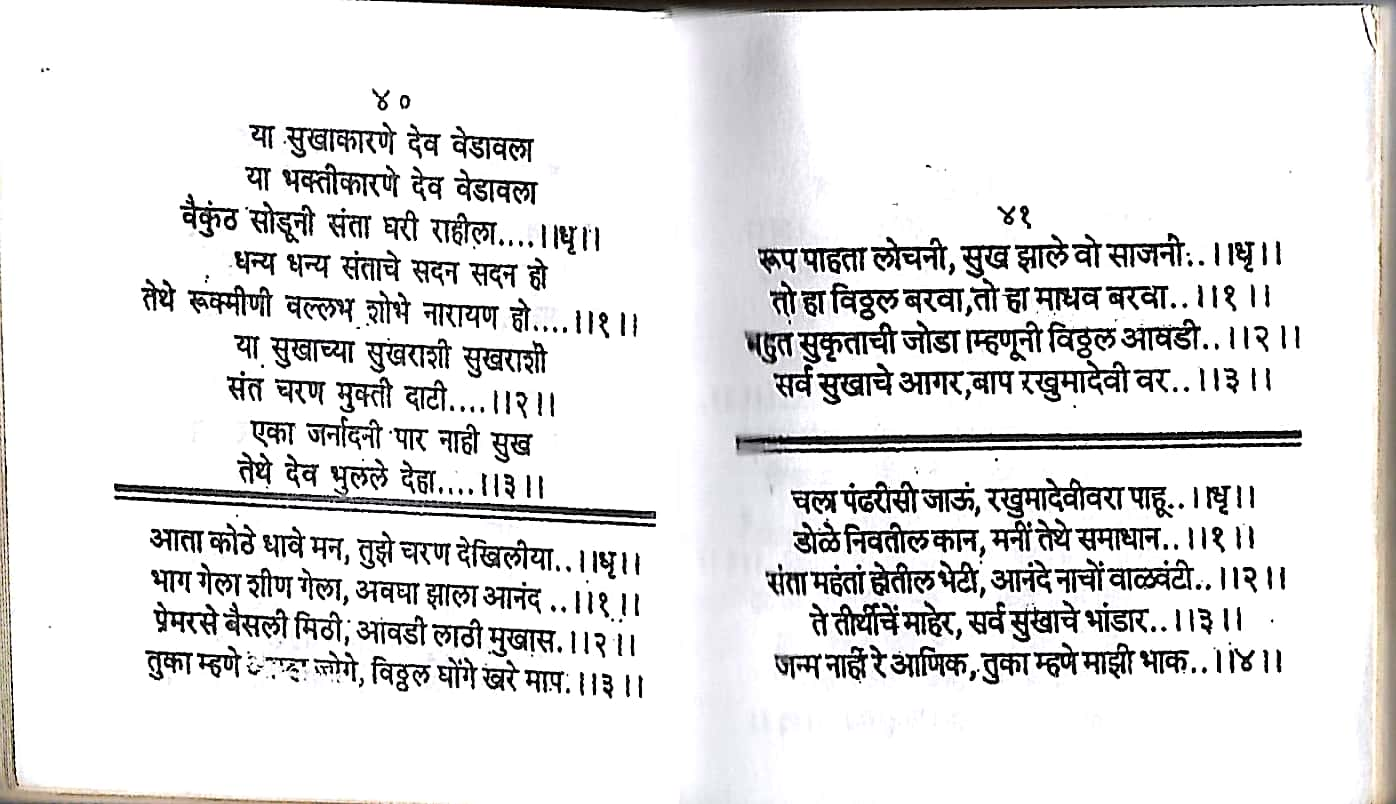 ४०
या सुखाकारणे देव वेडावला
या भक्तीकारणे देव वेडावला
वैकुंठ सोडूनी संता घरी राहीला....।।धृ।।
धन्य धन्य संताचे सदन सदन हो
तेथे रूक्मीणी वल्लभ शोभे नारायण हो....।।१।।
या सुखाच्या सुखराशी सुखराशी
संत चरण मुक्ती दाटी....।।२।।
एका जर्नादनी पार नाही सुख
तेथे देव भुलले देहा....।।३।।
आता कोठे धावे मन, तुझे चरण देखिलीया..।।धृ।।
भाग गेला शीण गेला, अवघा झाला आनंद ..।।१।।
प्रेमरसे बैसली मिठी, आवडी लाठी मुखास.।।२।।
तुका म्हणे जोगे, विठ्ठल घोंगे खरे माप.।।३।।
४१
रूप पाहता लोचनी, सुख झाले वो साजनी..।।धृ।।
तो हा विठ्ठल बरवा,तो हा माधव बरवा..।।१।।
बहुत सुकृताची जोडा।म्हणूनी विठ्ठल आवडी..।।२।।
सर्व सुखाचे आगर,बाप रखुमादेवी वर..।।३।।
चला पंढरीसी जाऊं, रखुमादेवीवरा पाहू..।।धृ।।
डोळे निवतील कान, मनीं तेथे समाधान..।।१।।
संता महंतां होतील भेटी, आनंदे नाचों वाळवंटी..।।२।।
ते तीर्थीचें माहेर, सर्व सुखाचे भांडार..।।३।।
जन्म नाहीं रे आणिक, तुका म्हणे माझी भाक..।।४।।